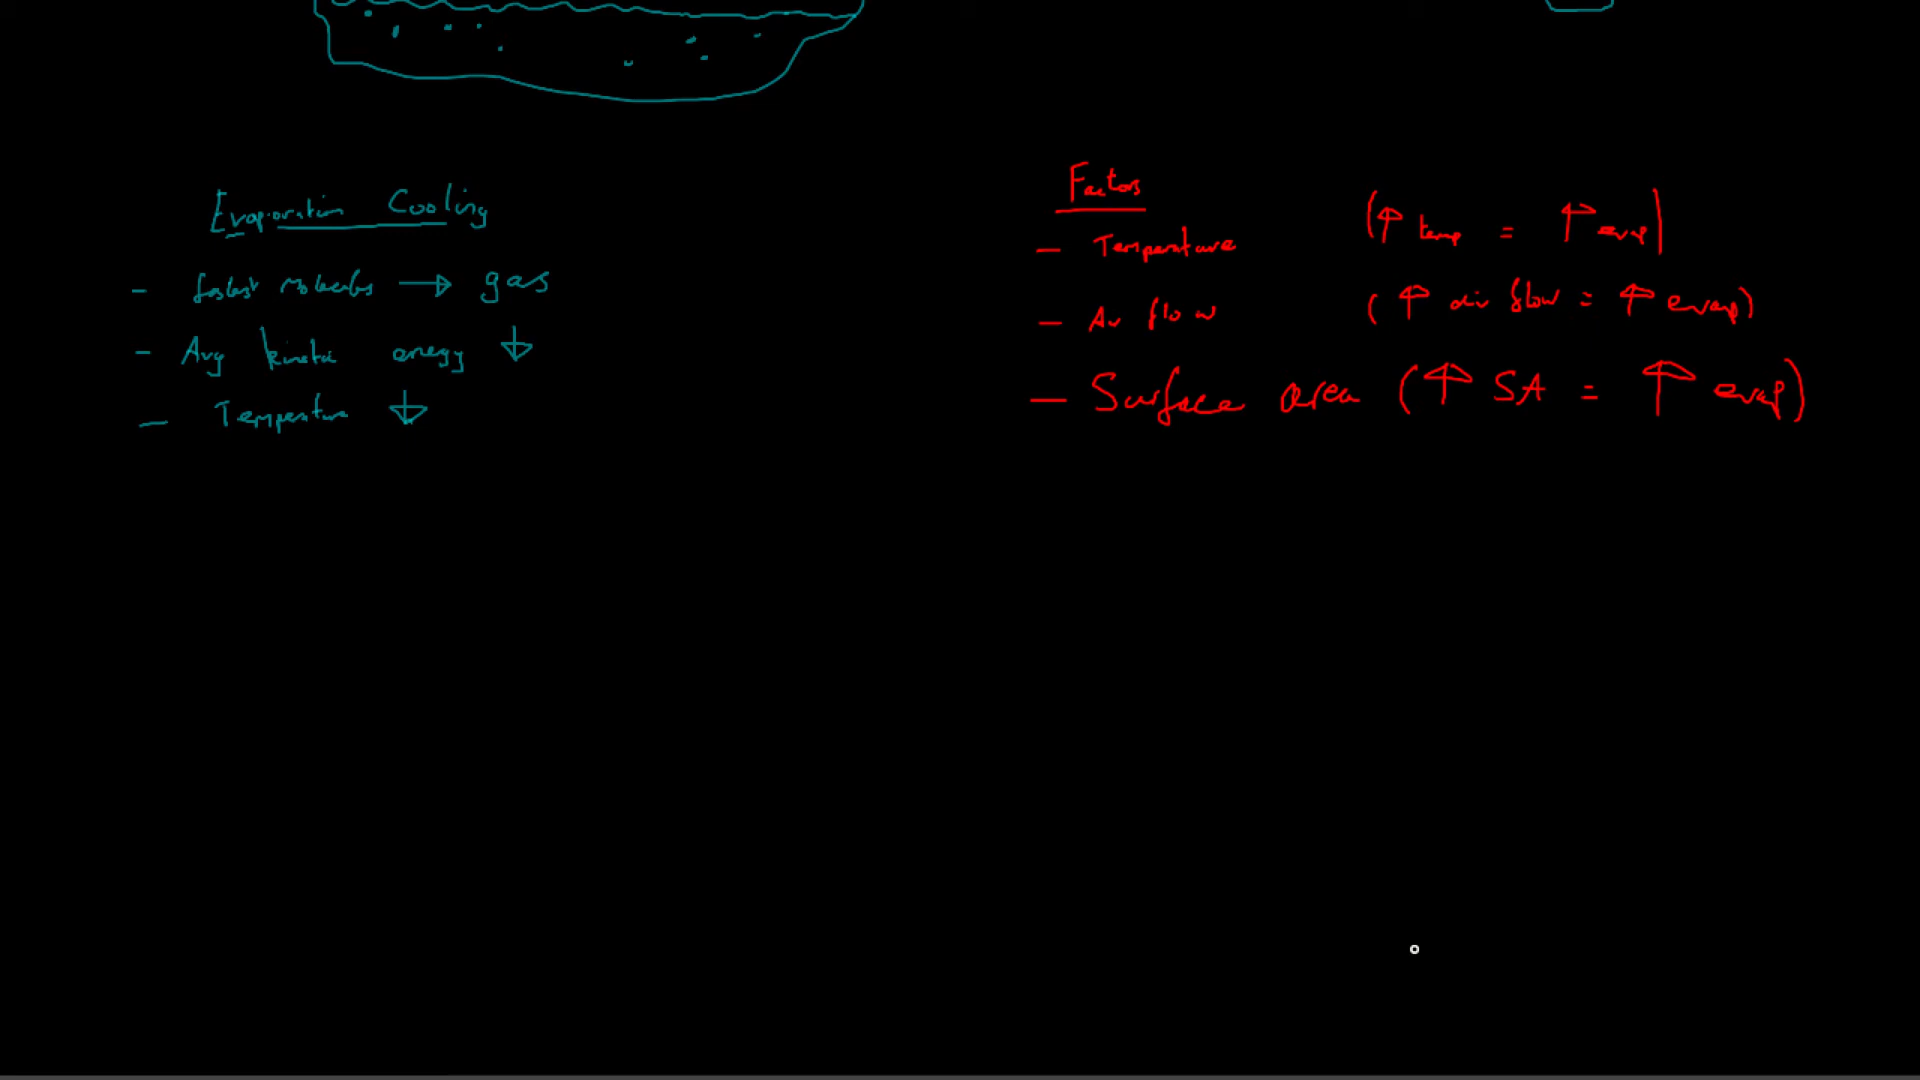 Evaporation Cooling
- fastest molecules → gas
- Avg kinetic energy ↓
- Temperature ↓
Factors
- Temperature (↑ temp = ↑ evap)
- Air flow (↑ air flow = ↑ evap)
- Surface area (↑ SA = ↑ evap)